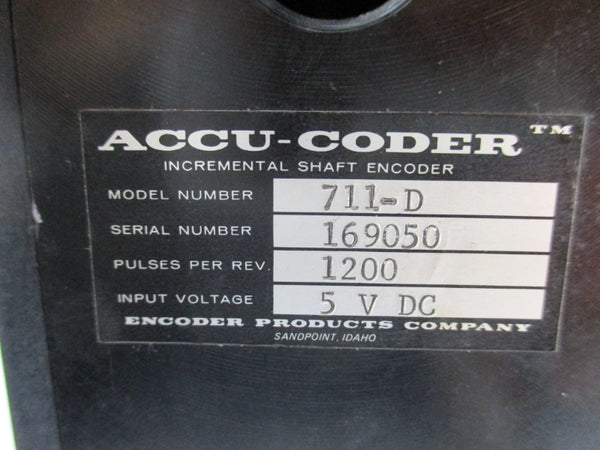 ACCU-CODER™
INCREMENTAL SHAFT ENCODER
MODEL NUMBER 711-D
SERIAL NUMBER 169050
PULSES PER REV. 1200
INPUT VOLTAGE 5 V DC
ENCODER PRODUCTS COMPANY
SANDPOINT, IDAHO